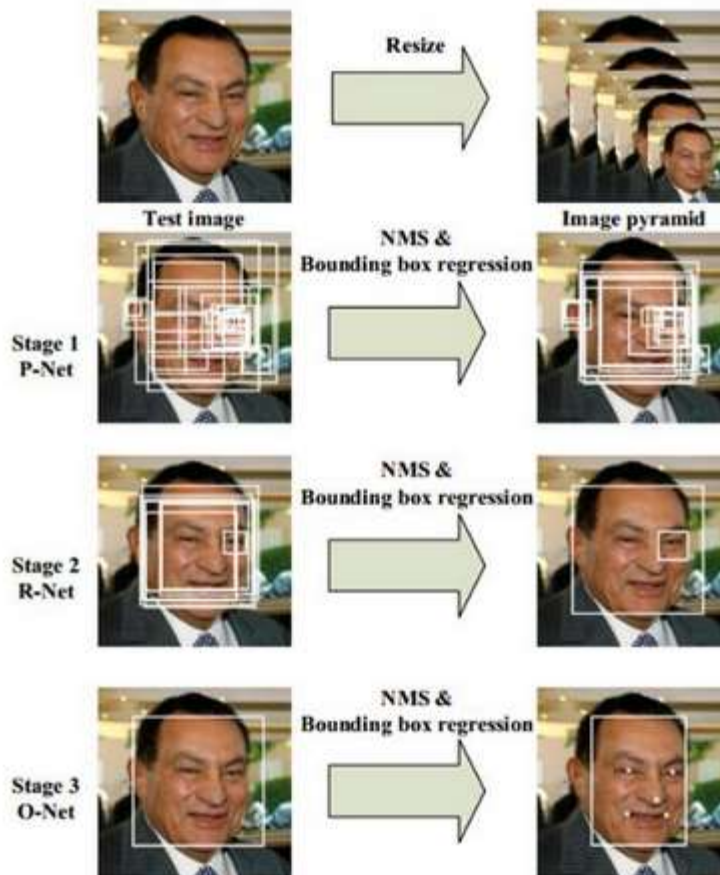 Resize
Test image
Image pyramid
NMS &
Bounding box regression
Stage 1
P-Net
NMS &
Bounding box regression
Stage 2
R-Net
NMS &
Bounding box regression
Stage 3
O-Net